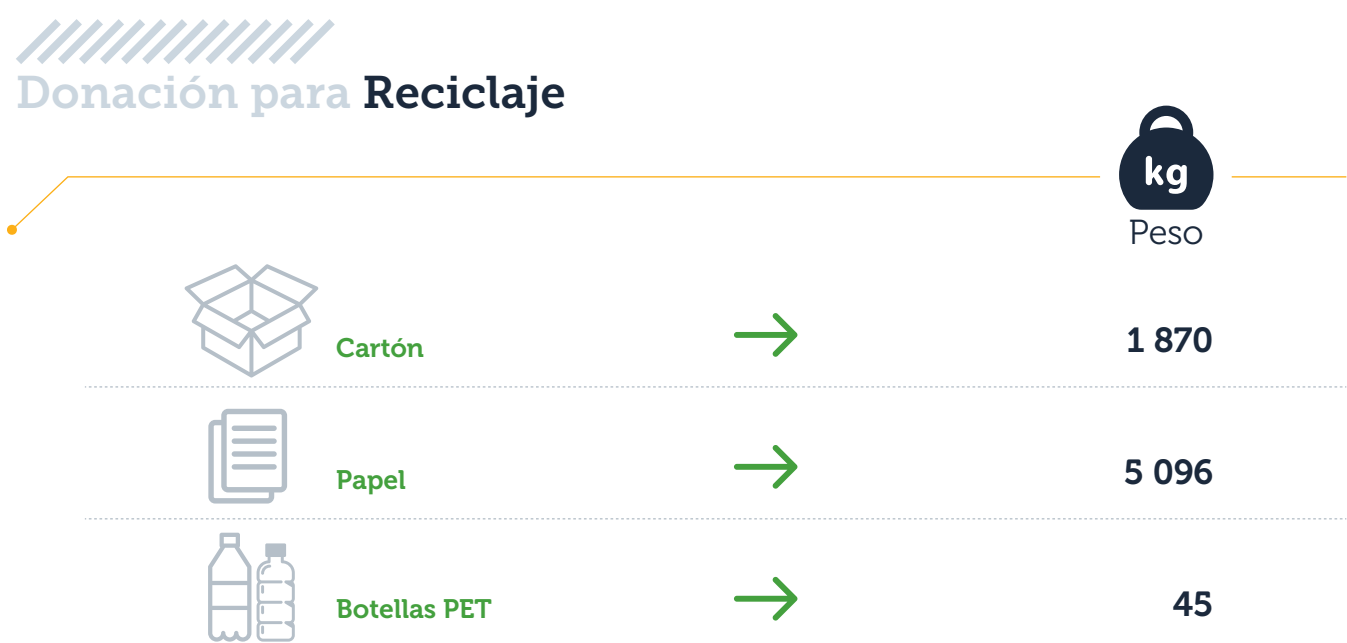 Donación para Reciclaje
kg
Peso
Cartón 1 870
Papel 5 096
Botellas PET 45